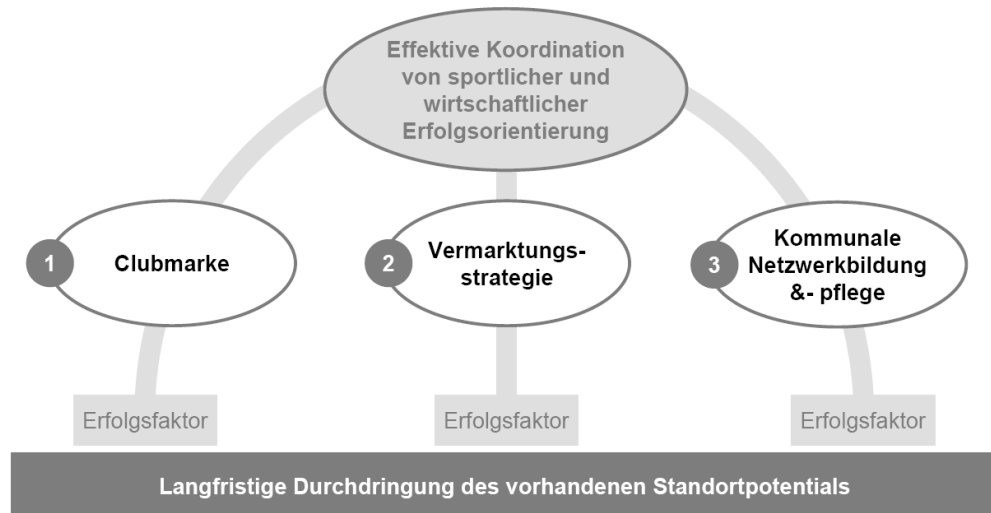 Effektive Koordination
von sportlicher und
wirtschaftlicher
Erfolgsorientierung
1
Clubmarke
2
Vermarktungs-
strategie
3
Kommunale
Netzwerkbildung
&- pflege
Erfolgsfaktor
Erfolgsfaktor
Erfolgsfaktor
Langfristige Durchdringung des vorhandenen Standortpotentials